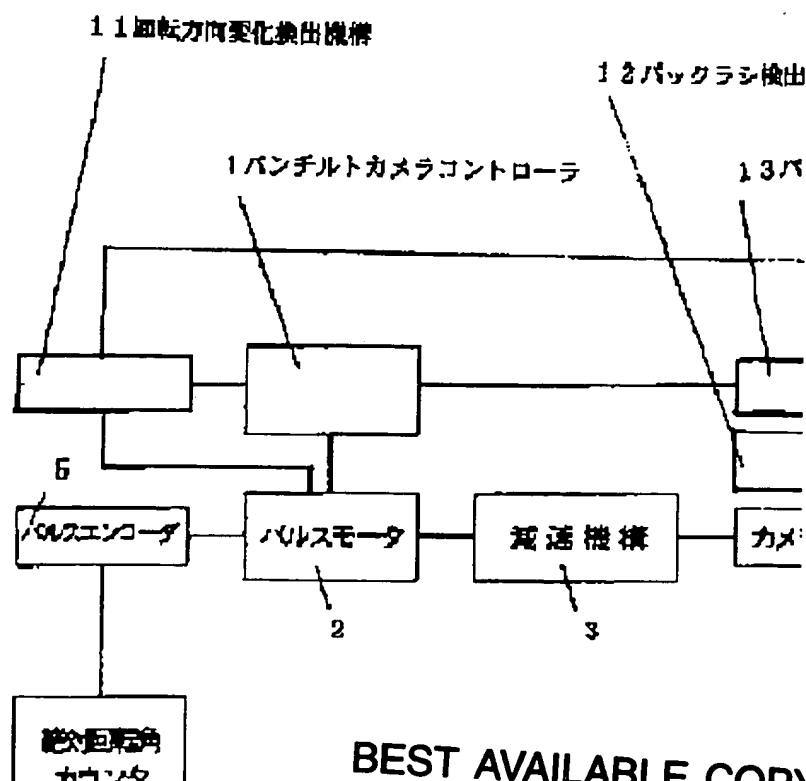 11回転方向変化検出機構
12バックラシ検出
1パンチルトカメラコントローラ
13バ
6
パルスエンコーダ
パルスモータ
減速機構
カメ
2
3
絶対回転角
カウンタ
BEST AVAILABLE COPY